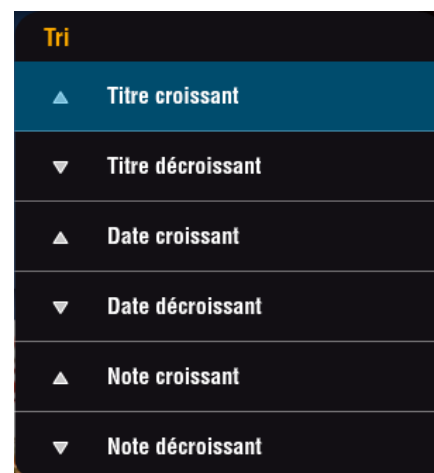 Tri
Titre croissant
Titre décroissant
Date croissant
Date décroissant
Note croissant
Note décroissant